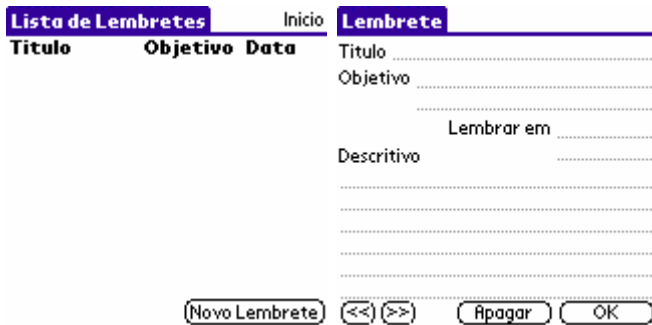 Lista de Lembretes Inicio
Titulo Objetivo Data
Novo Lembrete
Lembrete
Titulo
Objetivo
Lembrar em
Descritivo
<< >> Apagar OK